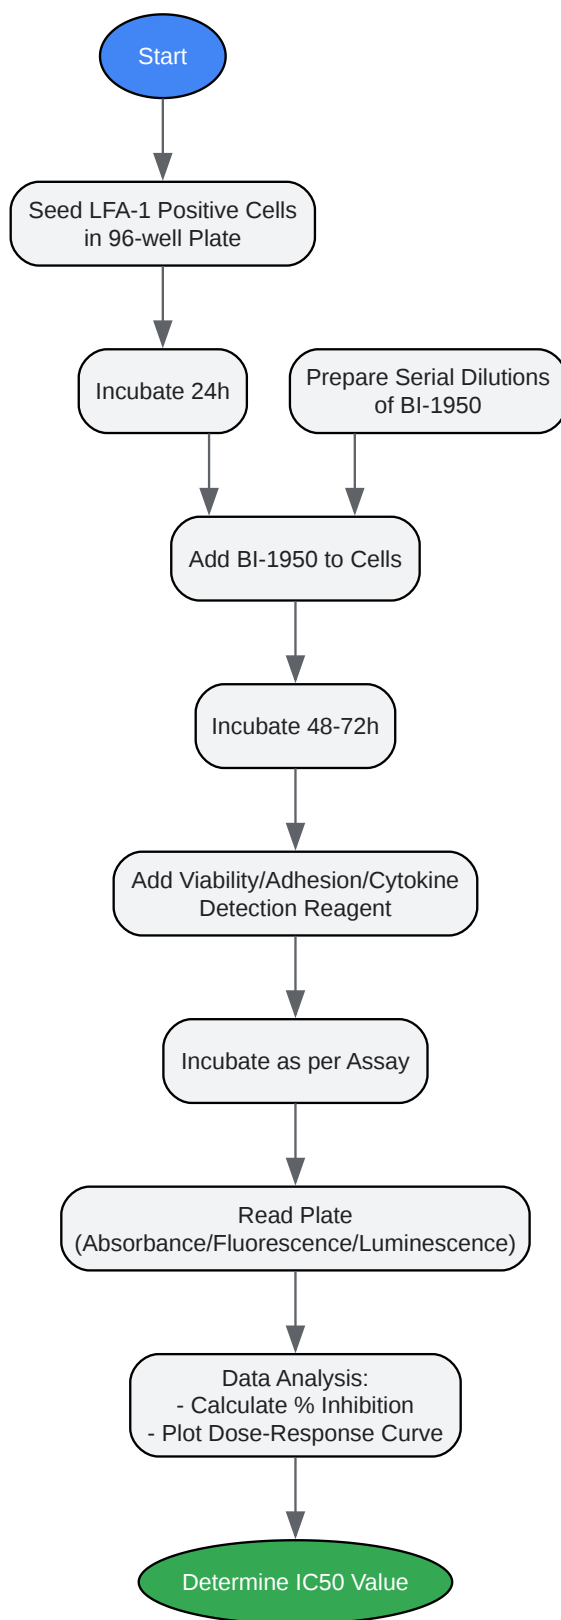 Start
Seed LFA-1 Positive Cells
in 96-well Plate
Incubate 24h
Prepare Serial Dilutions
of BI-1950
Add BI-1950 to Cells
Incubate 48-72h
Add Viability/Adhesion/Cytokine
Detection Reagent
Incubate as per Assay
Read Plate
(Absorbance/Fluorescence/Luminescence)
Data Analysis:
- Calculate % Inhibition
- Plot Dose-Response Curve
Determine IC50 Value